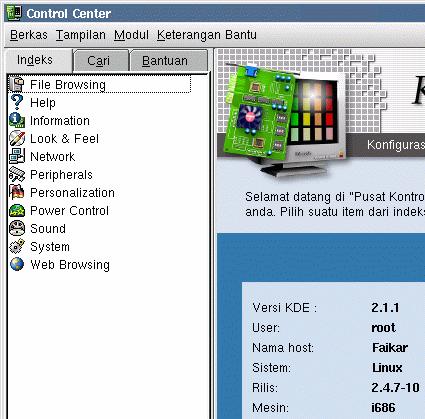 Control Center
Berkas Tampilan Modul Keterangan Bantu
Indeks Cari Bantuan
File Browsing
Help
Information
Look & Feel
Network
Peripherals
Personalization
Power Control
Sound
System
Web Browsing
K
Konfiguras
Selamat datang di "Pusat Kontro
anda. Pilih suatu item dari indeks
Versi KDE : 2.1.1
User: root
Nama host: Faikar
Sistem: Linux
Rilis: 2.4.7-10
Mesin: i686